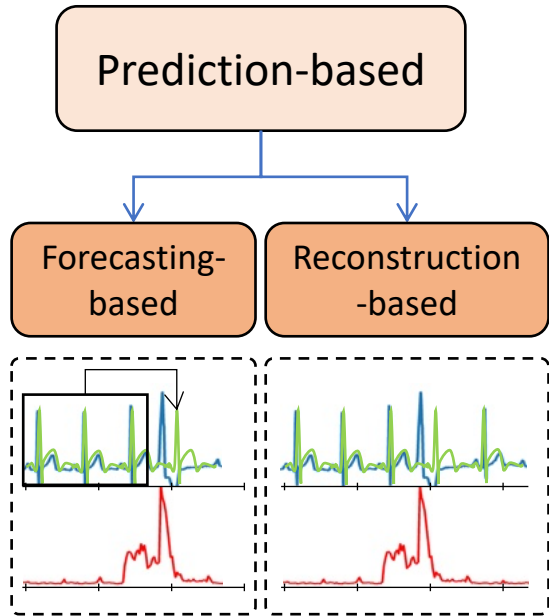 Prediction-based
Forecasting-
based
Reconstruction
-based